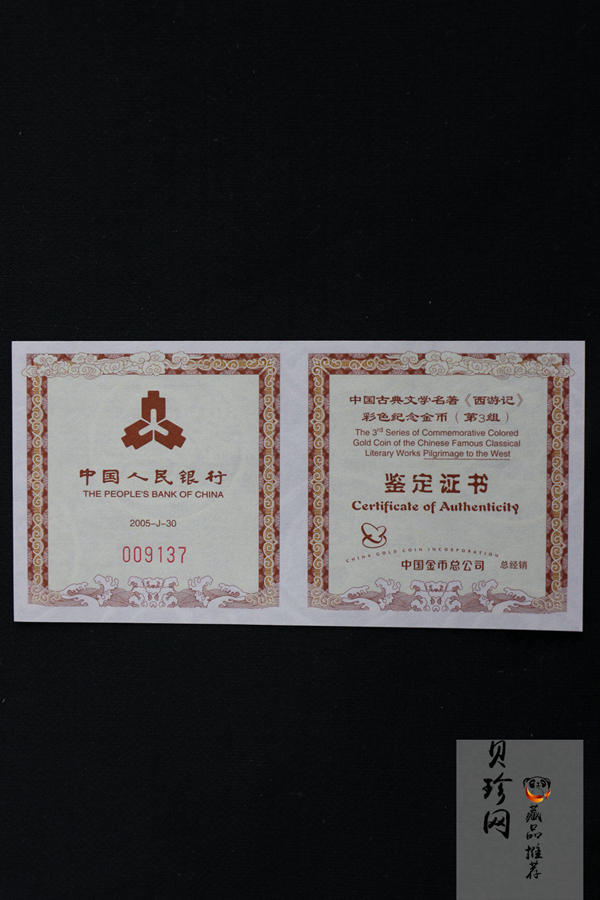 中国人民银行
THE PEOPLE'S BANK OF CHINA
2005-J-30
009137
中国古典文学名著《西游记》
彩色纪念金币（第3组）
The 3rd Series of Commemorative Colored
Gold Coin of the Chinese Famous Classical
Literary Works Pilgrimage to the West
鉴定证书
Certificate of Authenticity
CHINA GOLD COIN INCORPORATION
中国金币总公司 总经销
贝珍网
藏品推荐